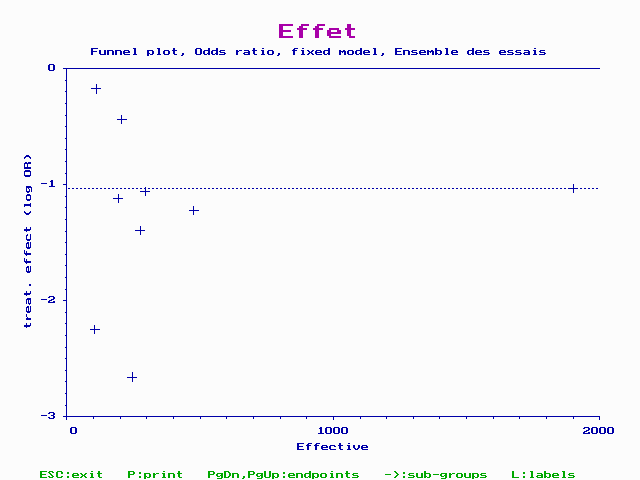 Effet
Funnel plot, Odds ratio, fixed model, Ensemble des essais
0
-1
-2
-3
treat. effect (log OR)
0 1000 2000
Effective
ESC:exit P:print PgDn,PgUp:endpoints ->:sub-groups L:labels